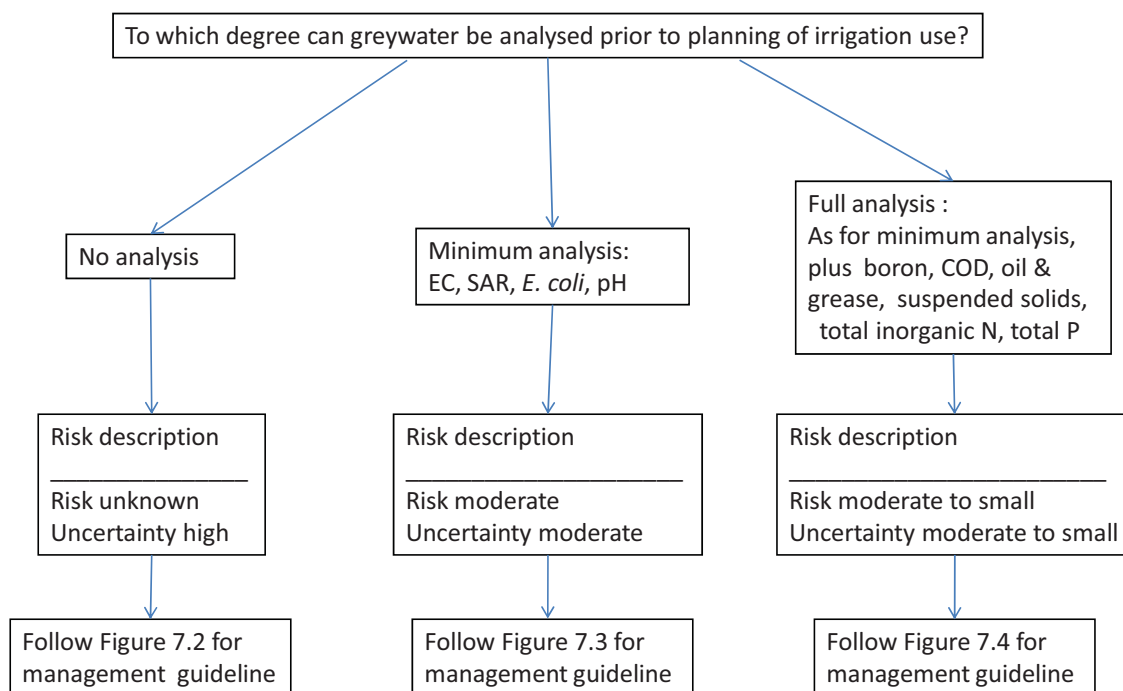 To which degree can greywater be analysed prior to planning of irrigation use?
No analysis
Minimum analysis:
EC, SAR, E. coli, pH
Full analysis :
As for minimum analysis,
plus boron, COD, oil &
grease, suspended solids,
total inorganic N, total P
Risk description
Risk unknown
Uncertainty high
Risk description
Risk moderate
Uncertainty moderate
Risk description
Risk moderate to small
Uncertainty moderate to small
Follow Figure 7.2 for
management guideline
Follow Figure 7.3 for
management guideline
Follow Figure 7.4 for
management guideline